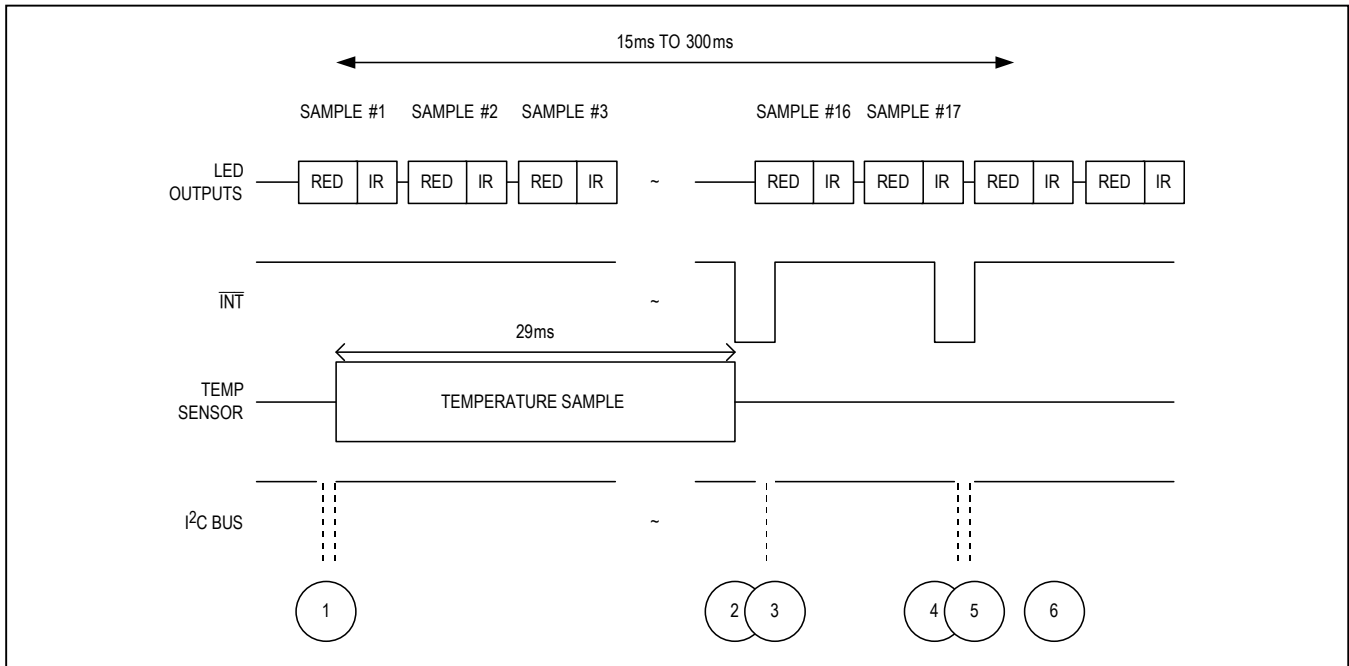 15ms TO 300ms
SAMPLE #1 SAMPLE #2 SAMPLE #3 SAMPLE #16 SAMPLE #17
LED
OUTPUTS
RED IR RED IR RED IR ~ RED IR RED IR RED IR RED IR
INT
~
29ms
TEMP
SENSOR
TEMPERATURE SAMPLE
I²C BUS
~
1 2 3 4 5 6